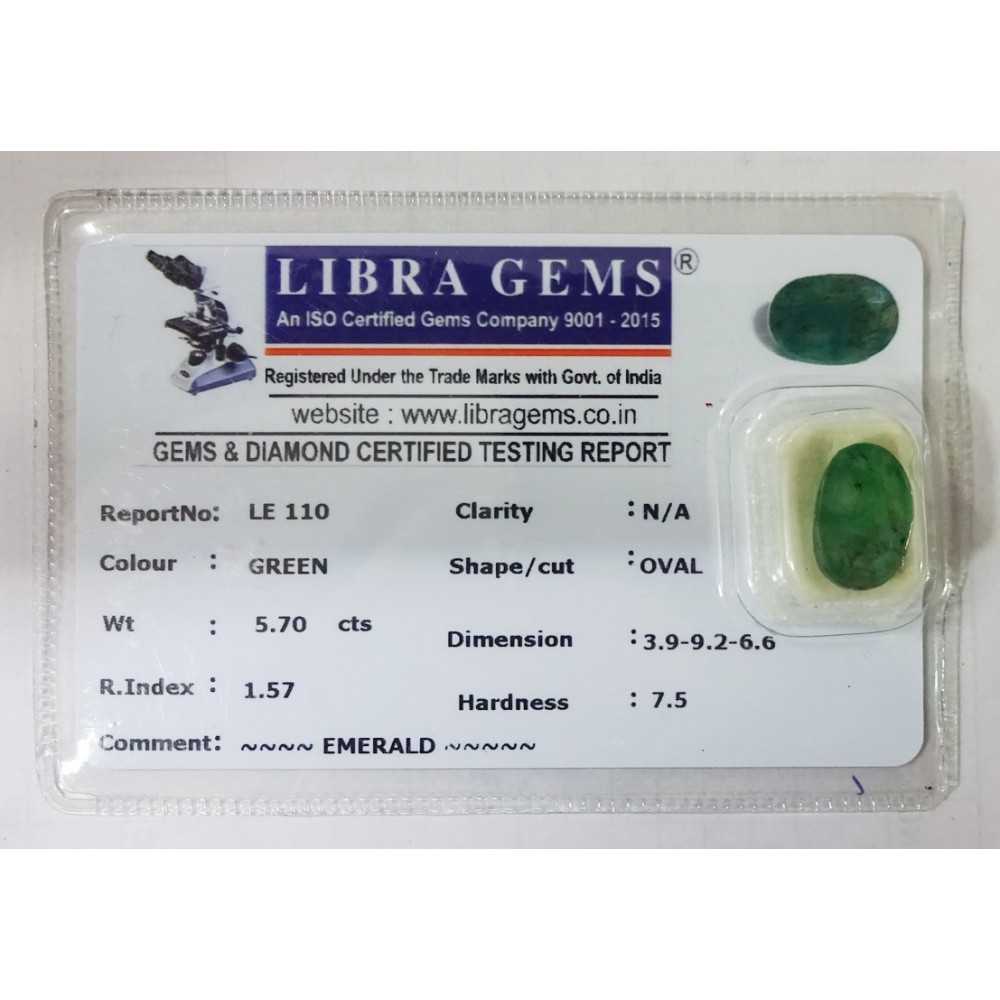 LIBRA GEMS®
An ISO Certified Gems Company 9001 - 2015
Registered Under the Trade Marks with Govt. of India
website : www.libragems.co.in
GEMS & DIAMOND CERTIFIED TESTING REPORT
ReportNo: LE 110 Clarity : N/A
Colour : GREEN Shape/cut : OVAL
Wt : 5.70 cts Dimension : 3.9-9.2-6.6
R.Index : 1.57 Hardness : 7.5
Comment: ~~~~ EMERALD ~~~~~